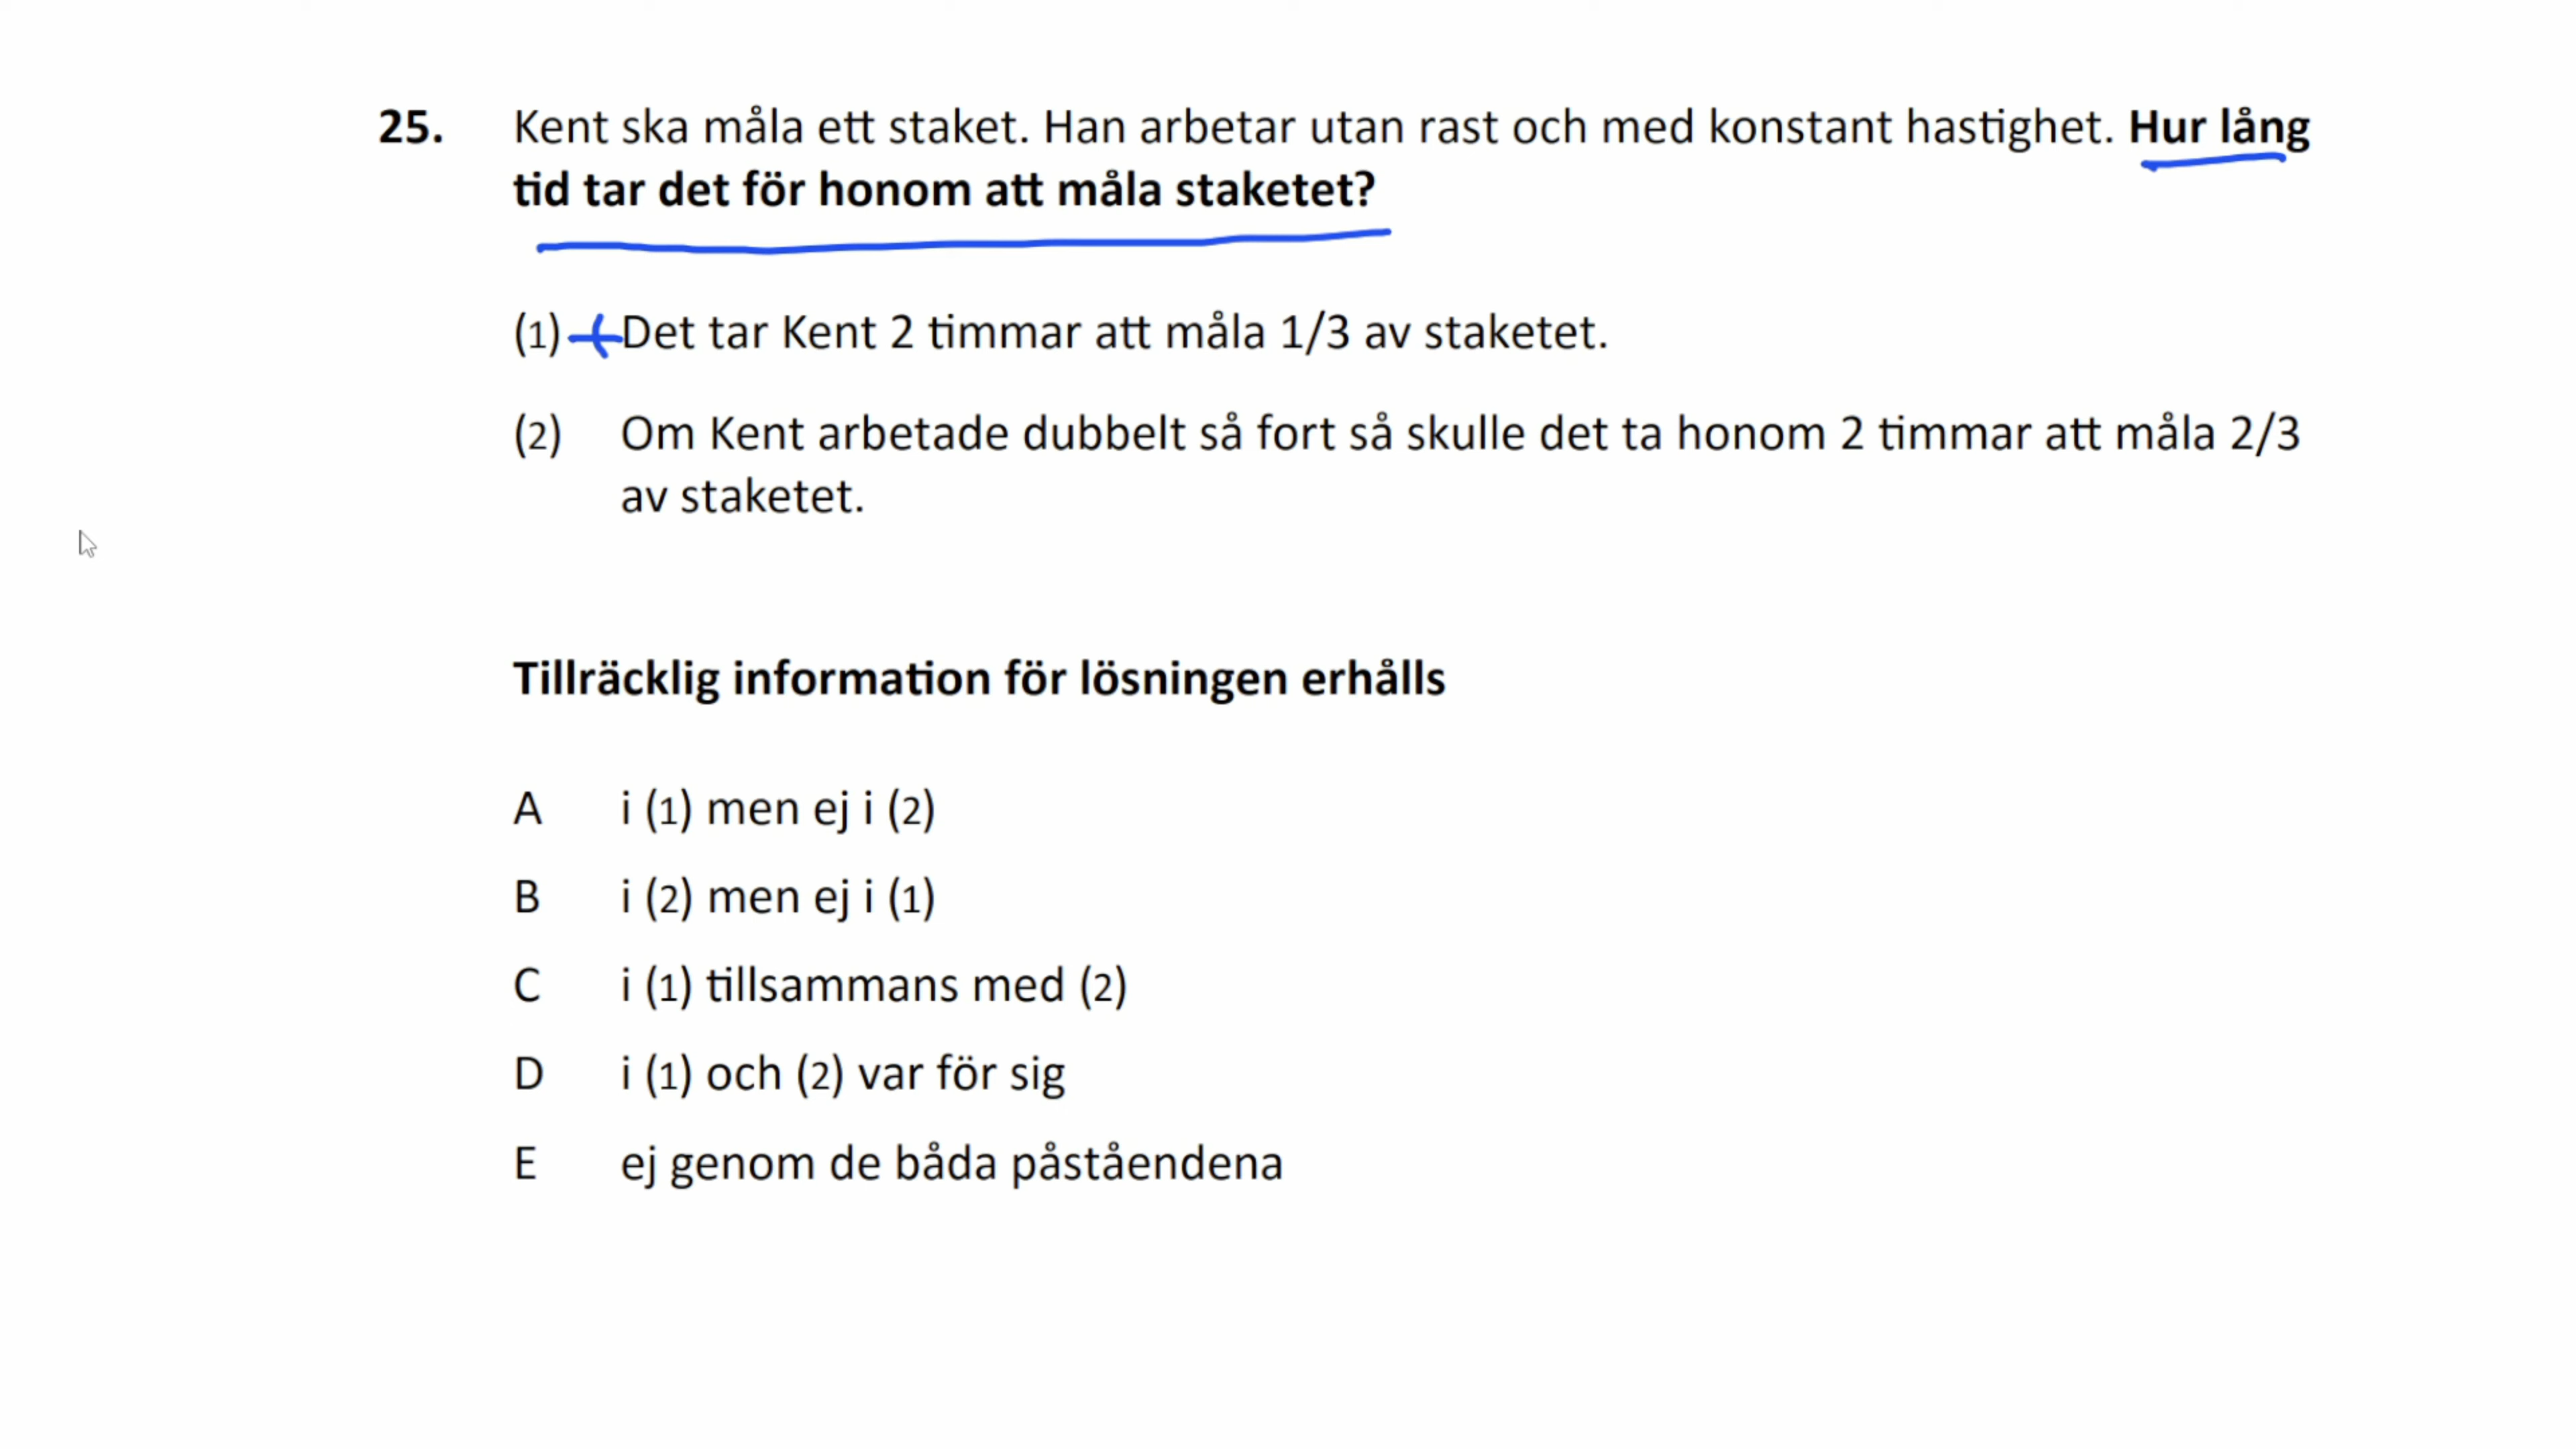 25. Kent ska måla ett staket. Han arbetar utan rast och med konstant hastighet. Hur lång
tid tar det för honom att måla staketet?
(1) Det tar Kent 2 timmar att måla 1/3 av staketet.
(2) Om Kent arbetade dubbelt så fort så skulle det ta honom 2 timmar att måla 2/3
av staketet.
Tillräcklig information för lösningen erhålls
A i (1) men ej i (2)
B i (2) men ej i (1)
C i (1) tillsammans med (2)
D i (1) och (2) var för sig
E ej genom de båda påståendena